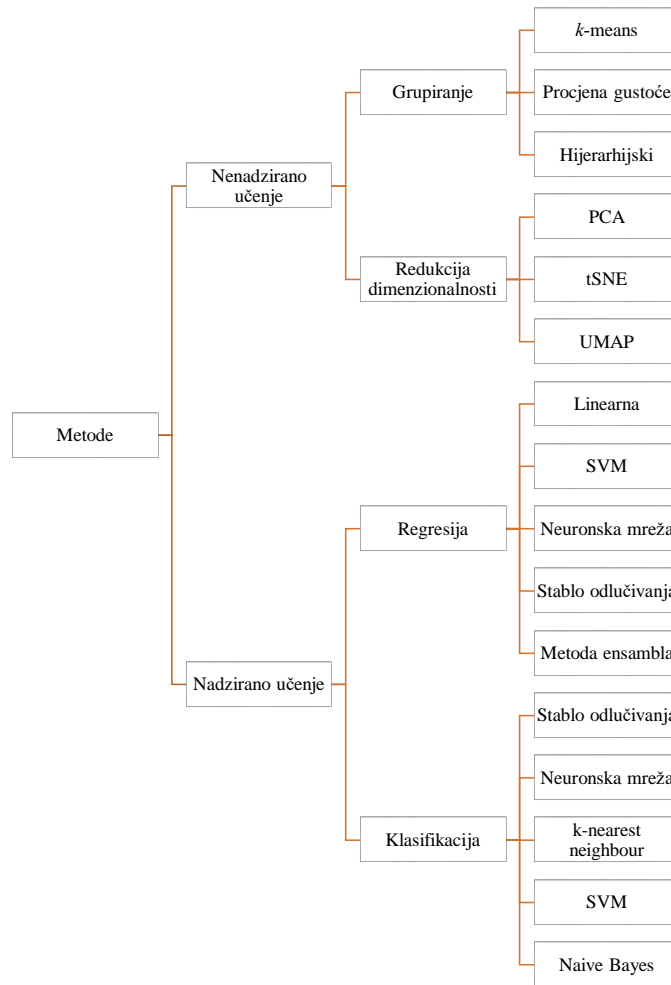 Metode
Nenadzirano
učenje
Grupiranje
k-means
Procjena gustoće
Hijerarhijski
Redukcija
dimenzionalnosti
PCA
tSNE
UMAP
Nadzirano učenje
Regresija
Linearna
SVM
Neuronska mreža
Stablo odlučivanja
Metoda ensambla
Klasifikacija
Stablo odlučivanja
Neuronska mreža
k-nearest
neighbour
SVM
Naive Bayes